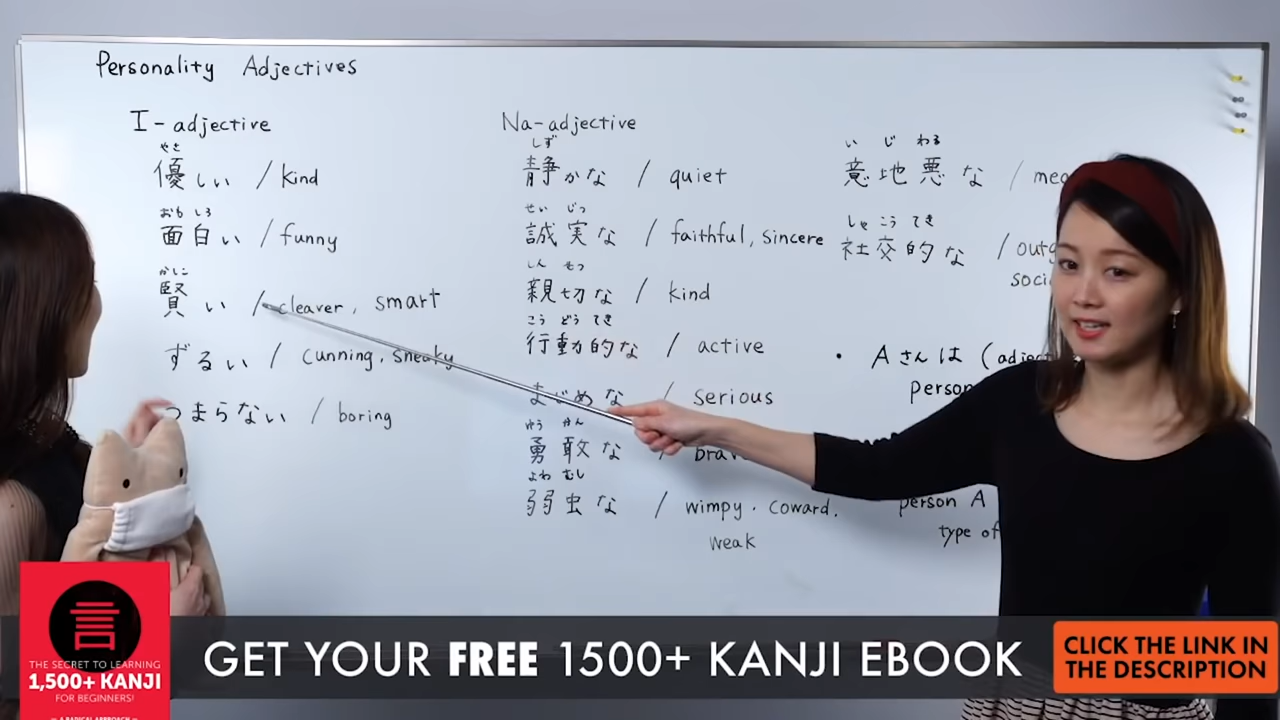 Personality Adjectives
I-adjective
やさ
優しい / kind
おも しろ
面白い / funny
かしこ
賢い / cleaver, smart
ずるい / cunning, sneaky
つまらない / boring
Na-adjective
しず
静かな / quiet
せい じつ
誠実な / faithful, sincere
しん せつ
親切な / kind
こう どう てき
行動的な / active
まじめな / serious
ゆう かん
勇敢な /
よわ むし
弱虫な / wimpy. coward.
weak
い じ わる
意地悪な /
しゃ こう てき
社交的な /
• Aさんは (
person A
type of
言
THE SECRET TO LEARNING
1,500+ KANJI
FOR BEGINNERS!
— A RADICAL APPROACH —
GET YOUR FREE 1500+ KANJI EBOOK
CLICK THE LINK IN
THE DESCRIPTION